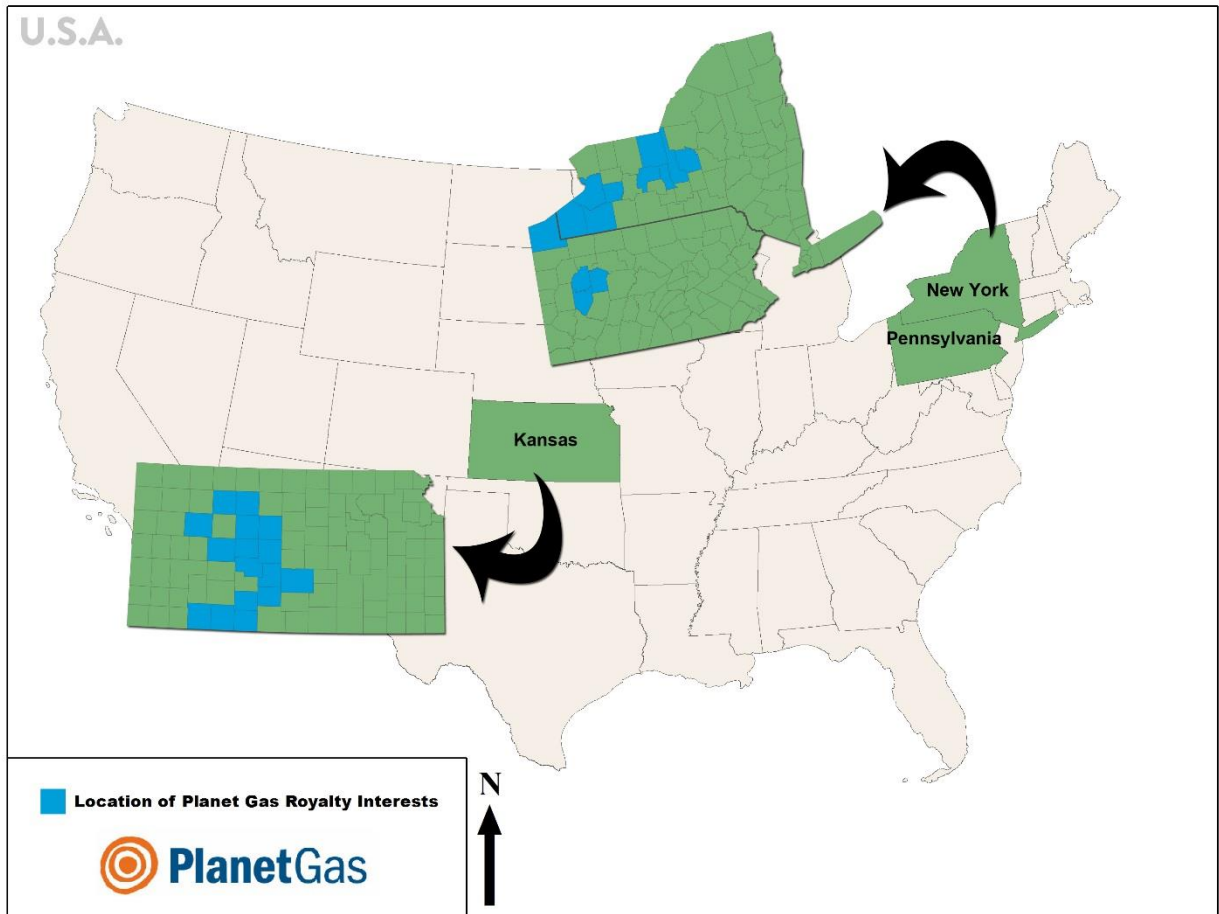 U.S.A.
New York
Pennsylvania
Kansas
Location of Planet Gas Royalty Interests
PlanetGas
N